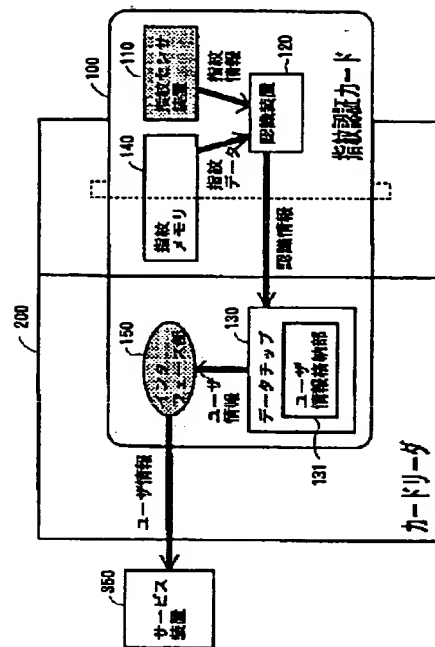 200
100
110
指紋センサ
装置
指紋情報
140
指紋
メモリ
指紋
データ
120
認識装置
指紋認証カード
認識情報
150
インタ
フェース部
130
データチップ
ユーザ
情報格納部
131
ユーザ
情報
ユーザ情報
カードリーダ
350
サービス
装置